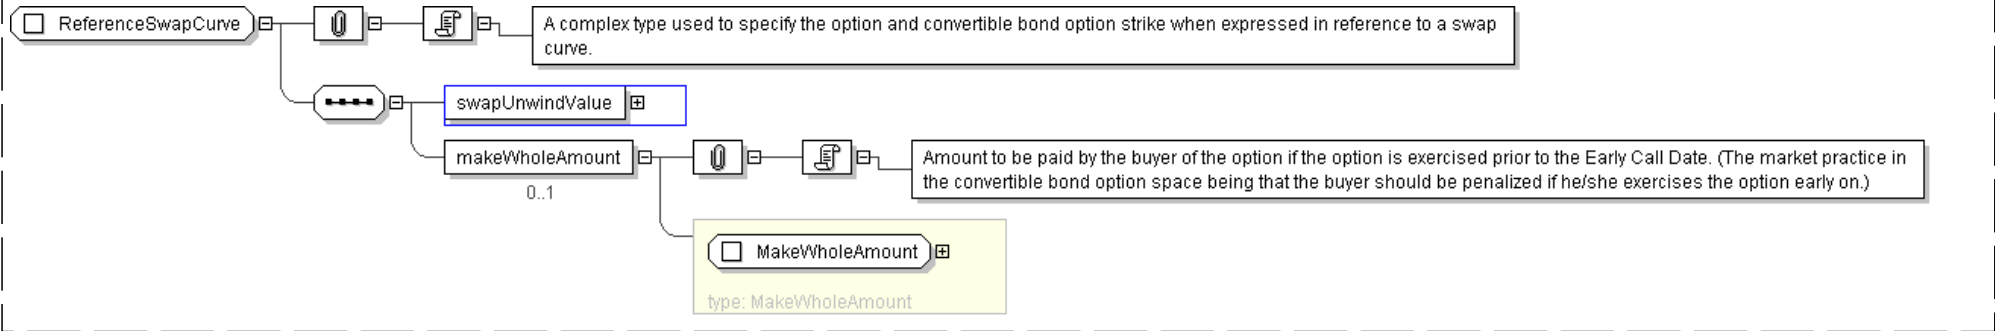 ReferenceSwapCurve
A complex type used to specify the option and convertible bond option strike when expressed in reference to a swap
curve.
swapUnwindValue
makeWholeAmount
0..1
Amount to be paid by the buyer of the option if the option is exercised prior to the Early Call Date. (The market practice in
the convertible bond option space being that the buyer should be penalized if he/she exercises the option early on.)
MakeWholeAmount
type: MakeWholeAmount